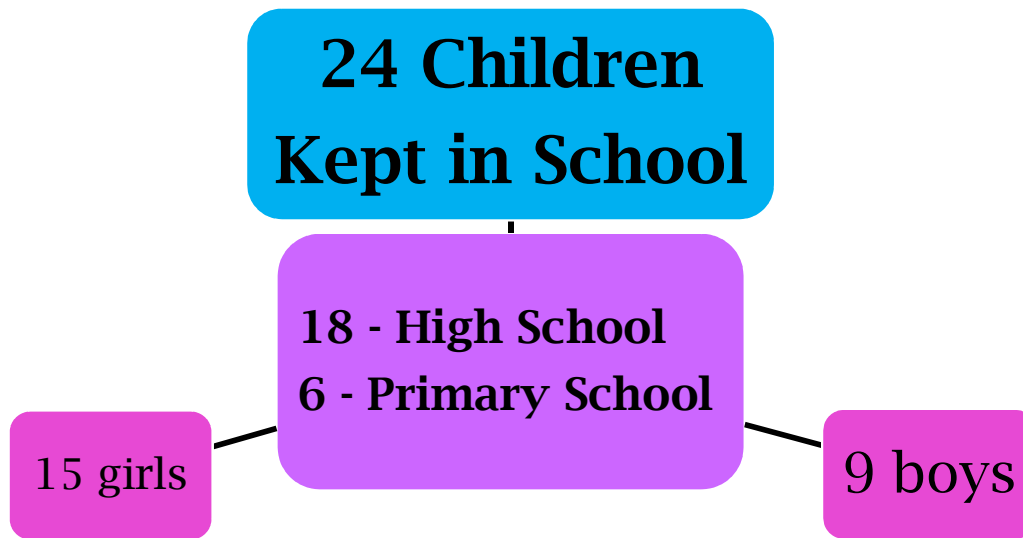 24 Children
Kept in School
18 - High School
6 - Primary School
15 girls
9 boys